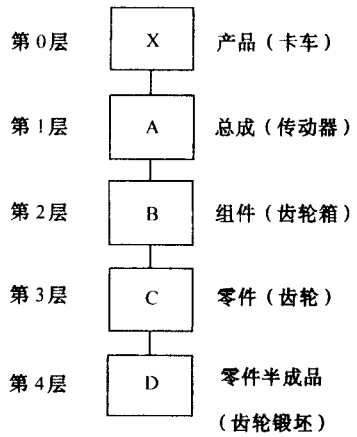 第0层 X 产品（卡车）
第1层 A 总成（传动器）
第2层 B 组件（齿轮箱）
第3层 C 零件（齿轮）
第4层 D 零件半成品
（齿轮锻坯）